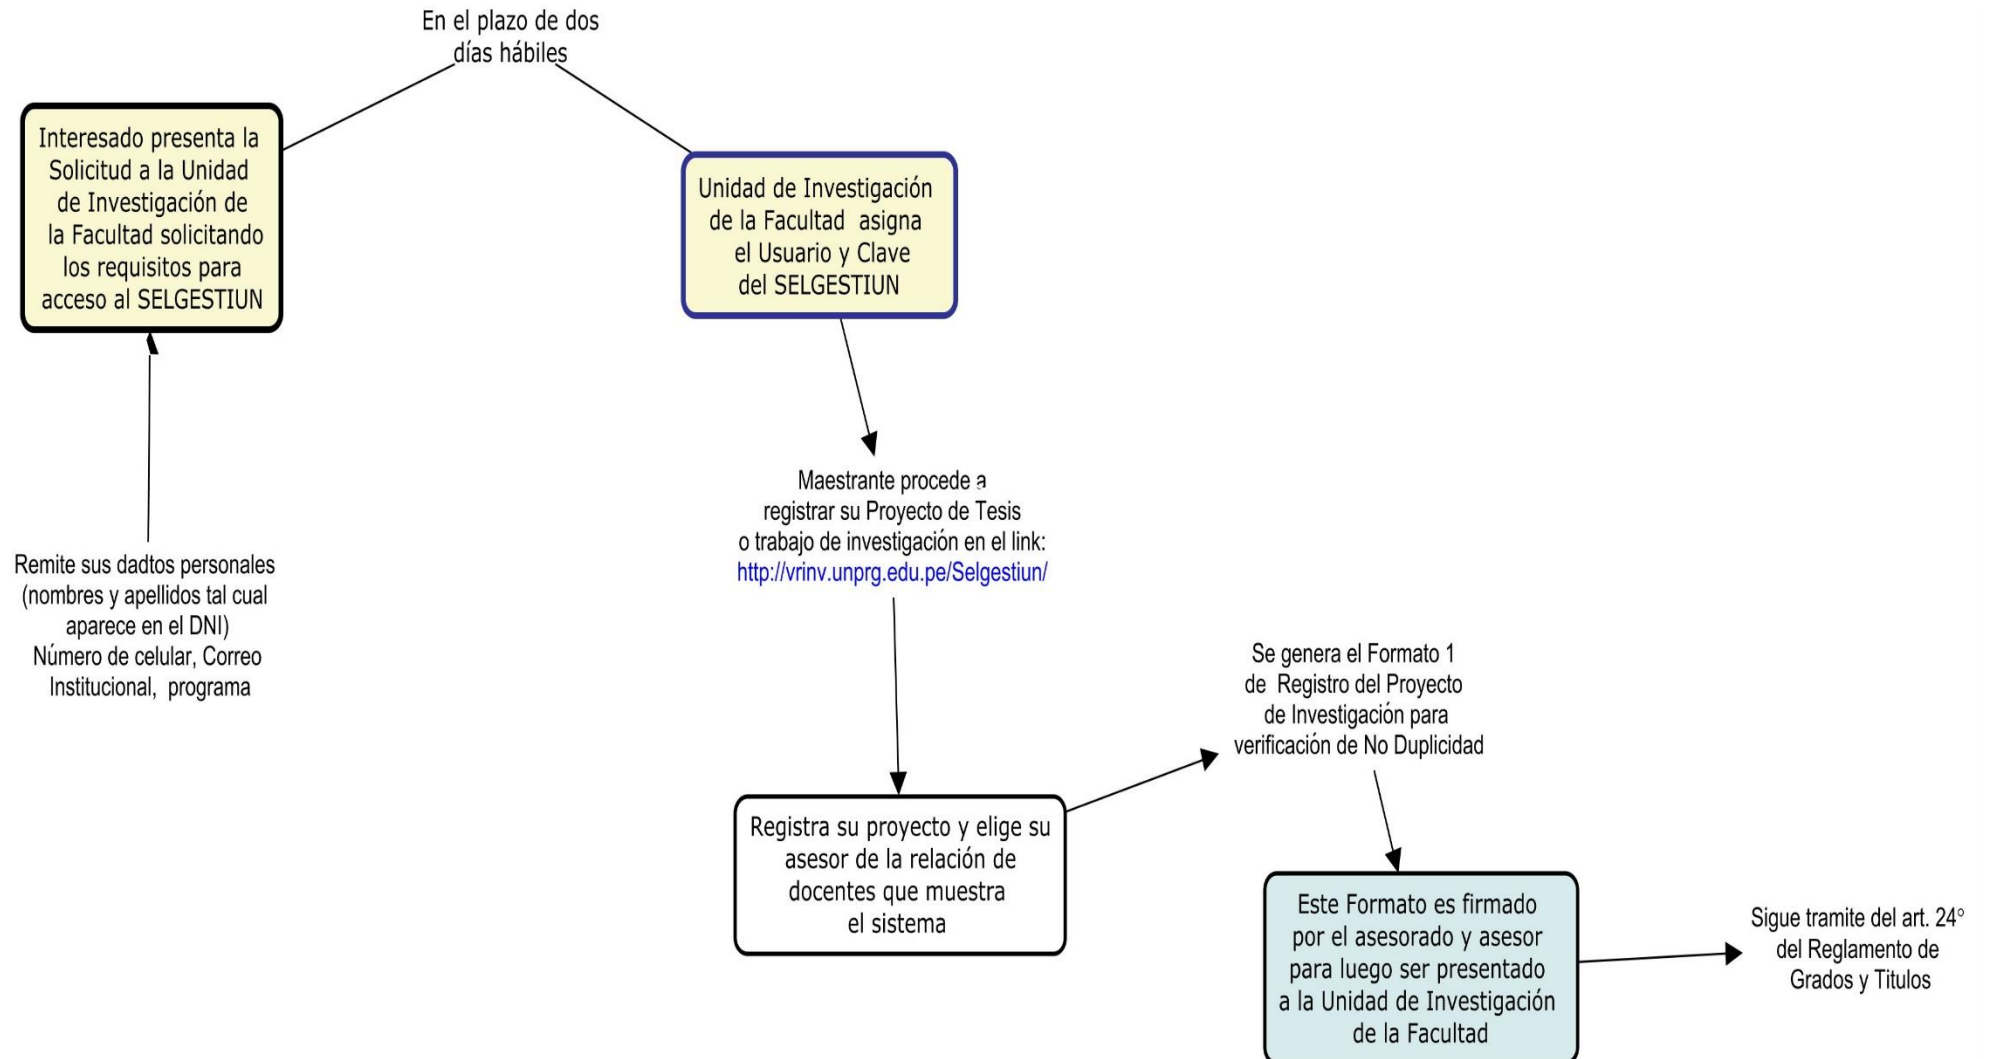 En el plazo de dos
días hábiles
Interesado presenta la
Solicitud a la Unidad
de Investigación de
la Facultad solicitando
los requisitos para
acceso al SELGESTIUN
Unidad de Investigación
de la Facultad asigna
el Usuario y Clave
del SELGESTIUN
Remite sus dadtos personales
(nombres y apellidos tal cual
aparece en el DNI)
Número de celular, Correo
Institucional, programa
Maestrante procede a
registrar su Proyecto de Tesis
o trabajo de investigación en el link:
http://vrinv.unprg.edu.pe/Selgestiun/
Registra su proyecto y elige su
asesor de la relación de
docentes que muestra
el sistema
Se genera el Formato 1
de Registro del Proyecto
de Investigación para
verificación de No Duplicidad
Este Formato es firmado
por el asesorado y asesor
para luego ser presentado
a la Unidad de Investigación
de la Facultad
Sigue tramite del art. 24°
del Reglamento de
Grados y Titulos